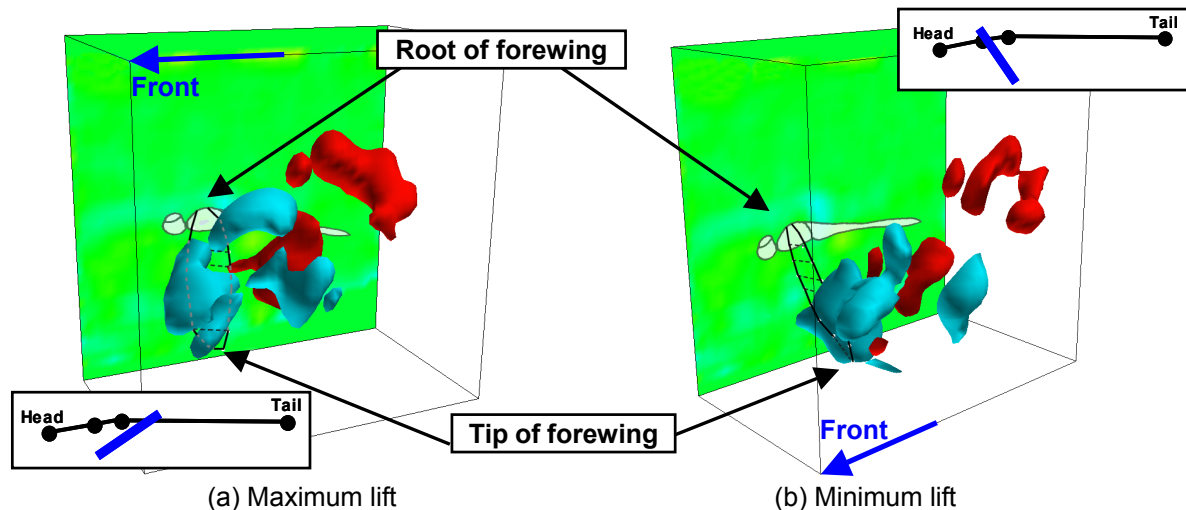 Root of forewing
Front
Head
Tail
Head
Tail
Tip of forewing
Front
(a) Maximum lift
(b) Minimum lift